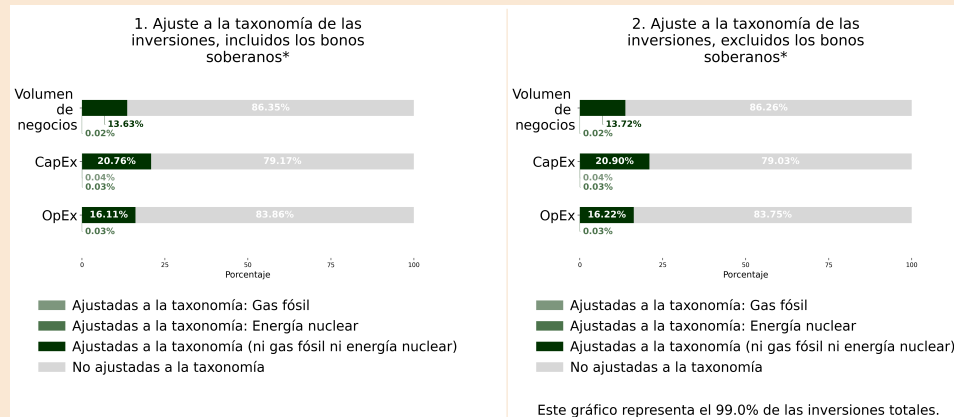 1. Ajuste a la taxonomía de las
inversiones, incluidos los bonos
soberanos*
Volumen
de
negocios
86.35%
13.63%
0.02%
CapEx
20.76%
79.17%
0.04%
0.03%
OpEx
16.11%
83.86%
0.03%
0
25
50
75
100
Porcentaje
Ajustadas a la taxonomía: Gas fósil
Ajustadas a la taxonomía: Energía nuclear
Ajustadas a la taxonomía (ni gas fósil ni energía nuclear)
No ajustadas a la taxonomía
2. Ajuste a la taxonomía de las
inversiones, excluidos los bonos
soberanos*
Volumen
de
negocios
86.26%
13.72%
0.02%
CapEx
20.90%
79.03%
0.04%
0.03%
OpEx
16.22%
83.75%
0.03%
0
25
50
75
100
Porcentaje
Ajustadas a la taxonomía: Gas fósil
Ajustadas a la taxonomía: Energía nuclear
Ajustadas a la taxonomía (ni gas fósil ni energía nuclear)
No ajustadas a la taxonomía
Este gráfico representa el 99.0% de las inversiones totales.